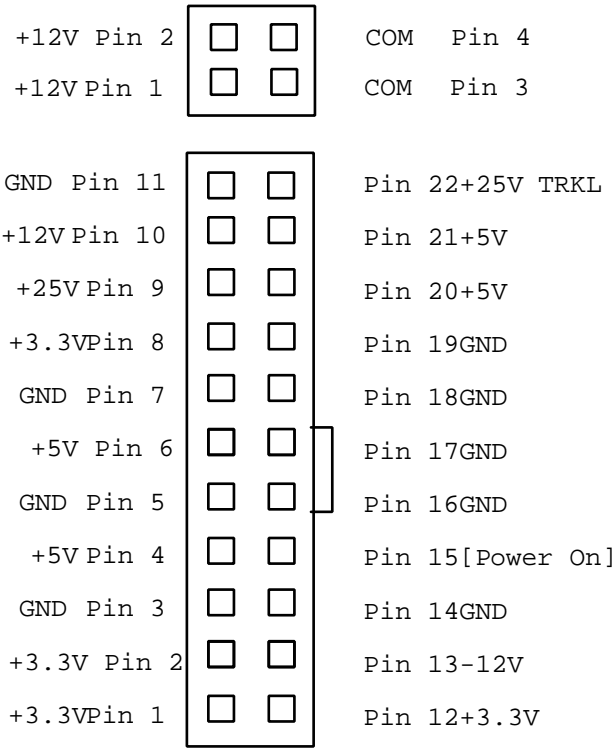 +12V Pin 2 COM Pin 4
+12V Pin 1 COM Pin 3
GND Pin 11 Pin 22+25V TRKL
+12V Pin 10 Pin 21+5V
+25V Pin 9 Pin 20+5V
+3.3VPin 8 Pin 19GND
GND Pin 7 Pin 18GND
+5V Pin 6 Pin 17GND
GND Pin 5 Pin 16GND
+5V Pin 4 Pin 15[Power On]
GND Pin 3 Pin 14GND
+3.3V Pin 2 Pin 13-12V
+3.3VPin 1 Pin 12+3.3V